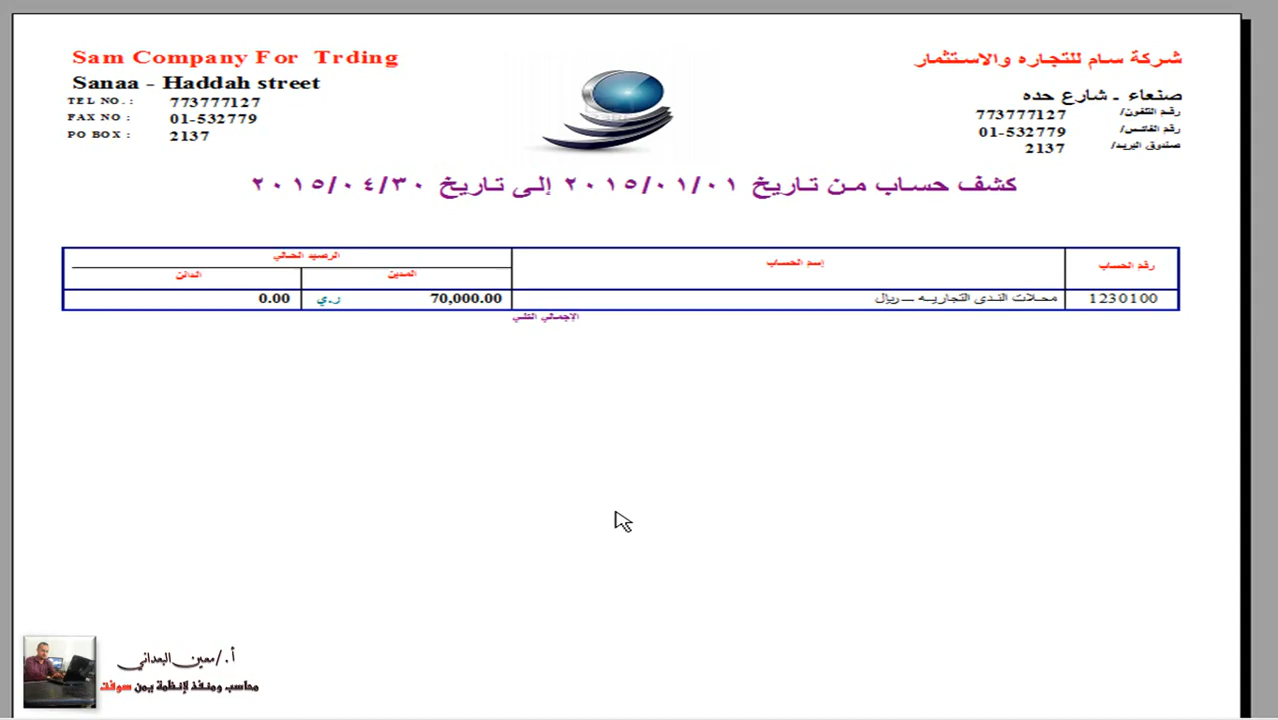 Sam Company For Trding
Sanaa - Haddah street
TEL NO. : 773777127
FAX NO : 01-532779
PO BOX : 2137
شركة سام للتجاره والاستثمار
صنعاء - شارع حده
رقم التلفون/ 773777127
رقم الفاكس/ 01-532779
صندوق البريد/ 2137
كشف حساب من تاريخ ٢٠١٥/٠١/٠١ إلى تاريخ ٢٠١٥/٠٤/٣٠
رقم الحساب إسم الحساب الرصيد الحالي
المدين الدائن
1230100 محلات الندى التجاريه — ريال 70,000.00 ر.ي 0.00
الإجمالي الكلي
أ./معين البعداني
محاسب ومنفذ لإنظمة يمن سوفت